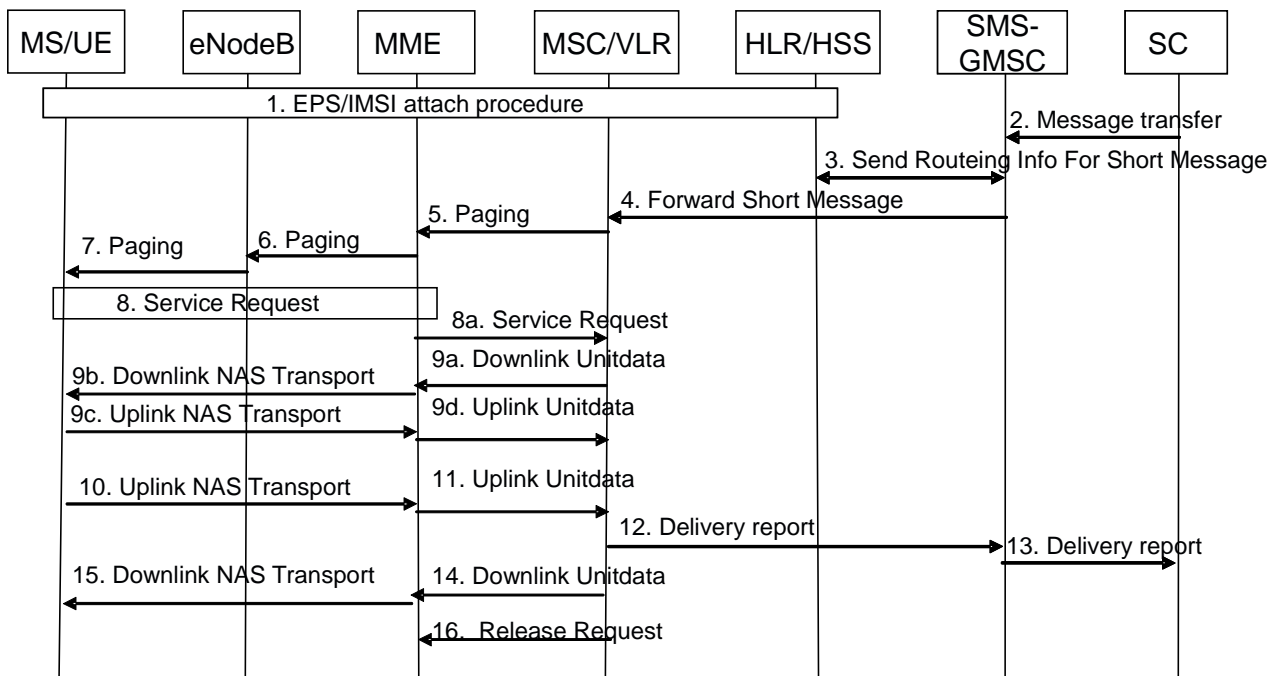 MS/UE
eNodeB
MME
MSC/VLR
HLR/HSS
SMS-
GMSC
SC
1. EPS/IMSI attach procedure
2. Message transfer
3. Send Routeing Info For Short Message
4. Forward Short Message
5. Paging
6. Paging
7. Paging
8. Service Request
8a. Service Request
9a. Downlink Unitdata
9b. Downlink NAS Transport
9c. Uplink NAS Transport
9d. Uplink Unitdata
10. Uplink NAS Transport
11. Uplink Unitdata
12. Delivery report
13. Delivery report
14. Downlink Unitdata
15. Downlink NAS Transport
16. Release Request